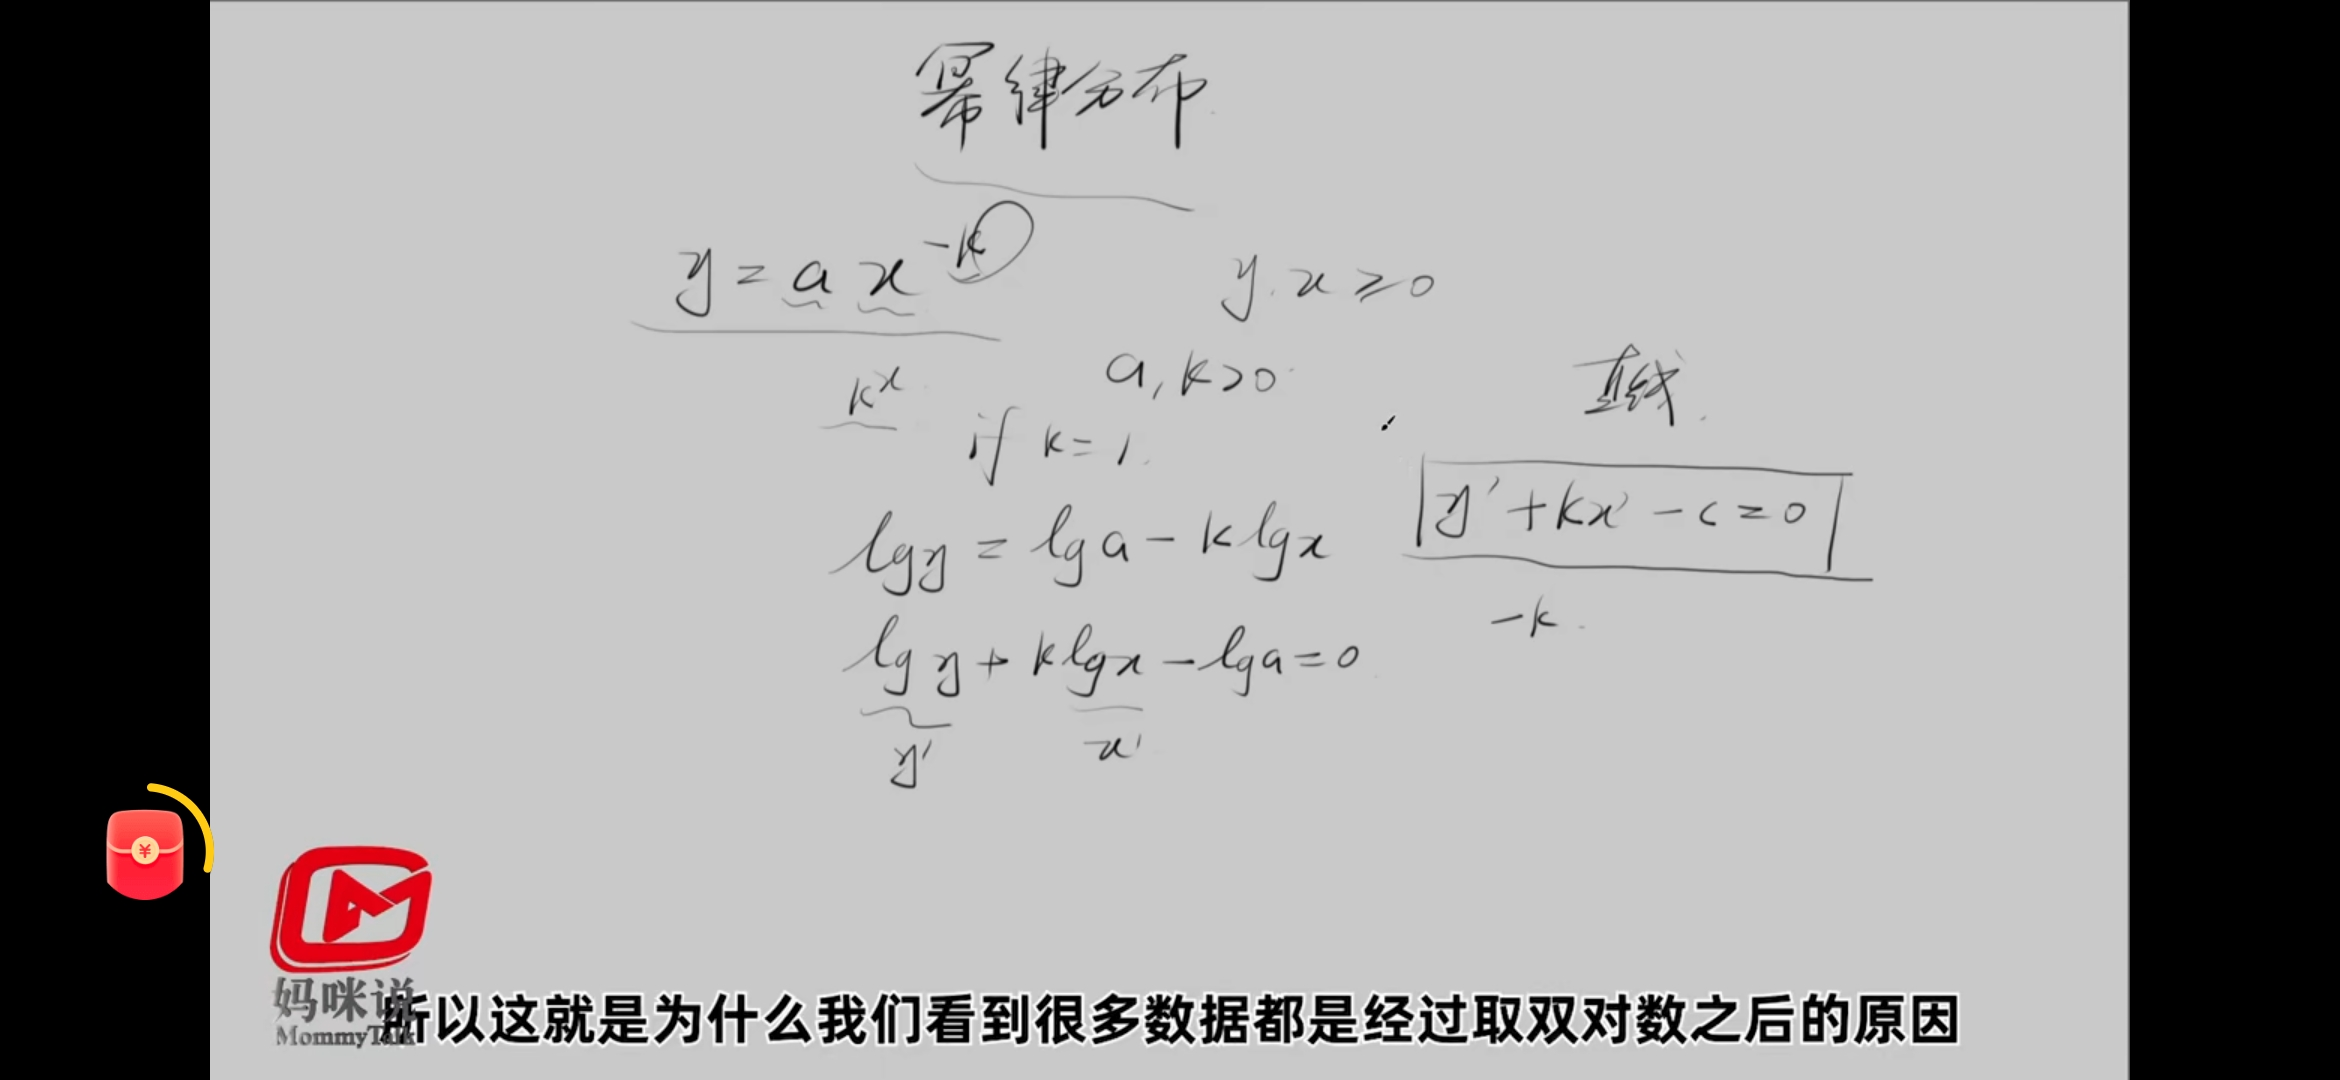 幂律分布
y = a x^{-k}
y. x ≥ 0
k^x
a, k > 0
直线
if k = 1
lg y = lg a - k lg x
y' + kx' - c = 0
-k
lg y + k lg x - lg a = 0
y'
x'
¥
妈咪说
MommyTalk
所以这就是为什么我们看到很多数据都是经过取双对数之后的原因